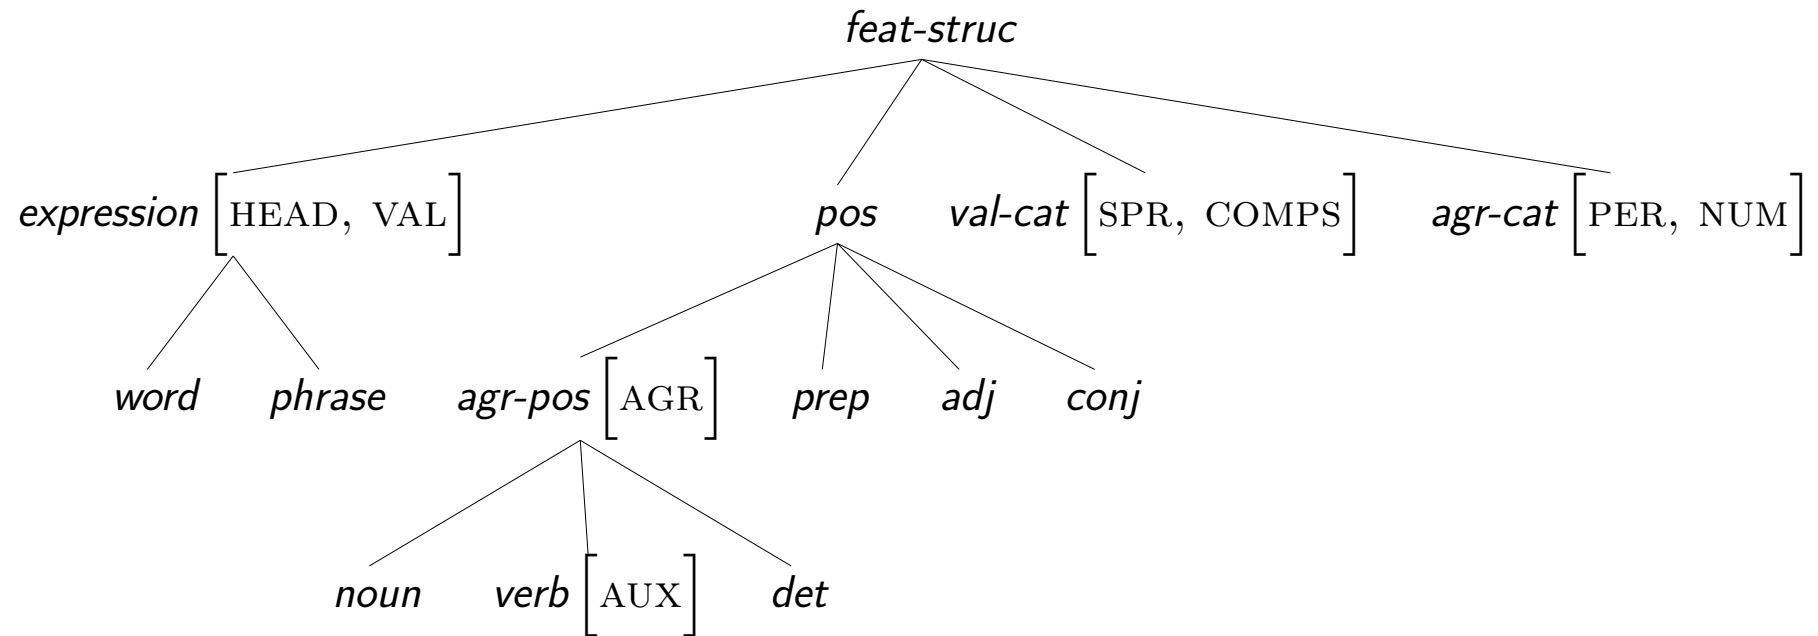 feat-struc
expression [HEAD, VAL] pos val-cat [SPR, COMPS] agr-cat [PER, NUM]
word phrase agr-pos [AGR] prep adj conj
noun verb [AUX] det